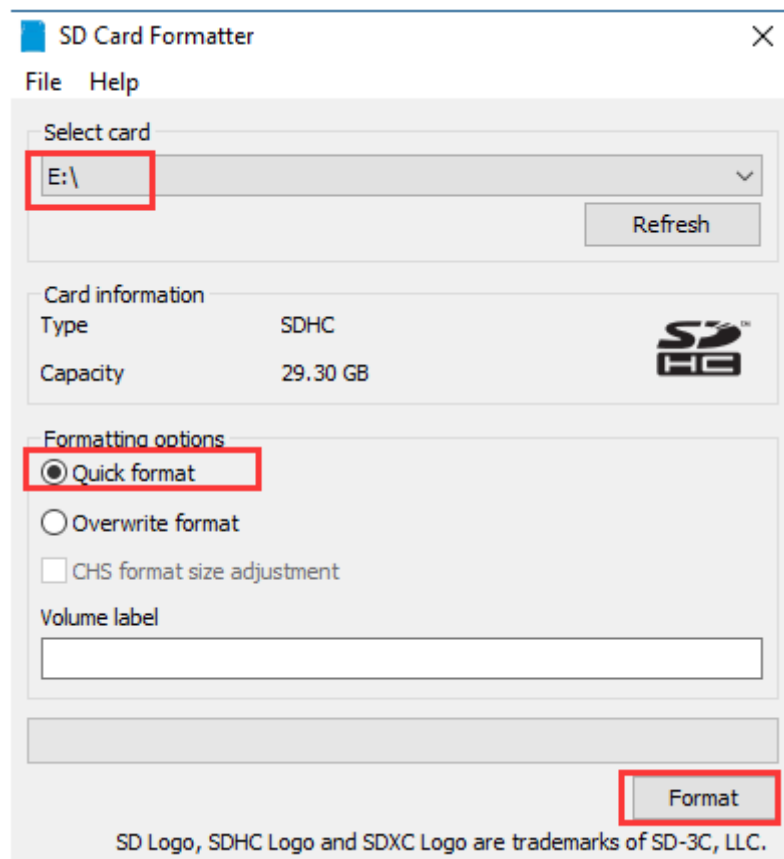 SD Card Formatter
File Help
Select card
E:\
Refresh
Card information
Type SDHC
SD HC ™
Capacity 29.30 GB
Formatting options
Quick format
Overwrite format
CHS format size adjustment
Volume label
Format
SD Logo, SDHC Logo and SDXC Logo are trademarks of SD-3C, LLC.